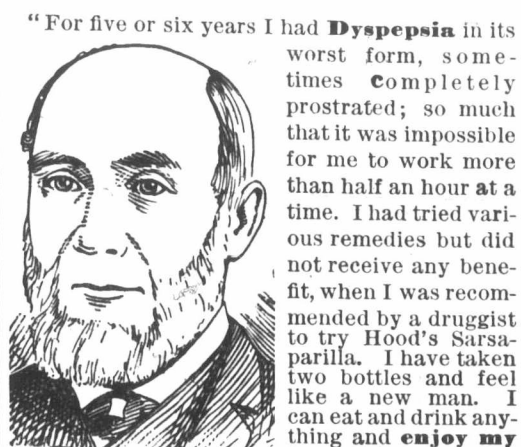 “For five or six years I had Dyspepsia in its
worst form, some-
times completely
prostrated; so much
that it was impossible
for me to work more
than half an hour at a
time. I had tried vari-
ous remedies but did
not receive any bene-
fit, when I was recom-
mended by a druggist
to try Hood's Sarsa-
parilla. I have taken
two bottles and feel
like a new man. I
can eat and drink any-
thing and enjoy my